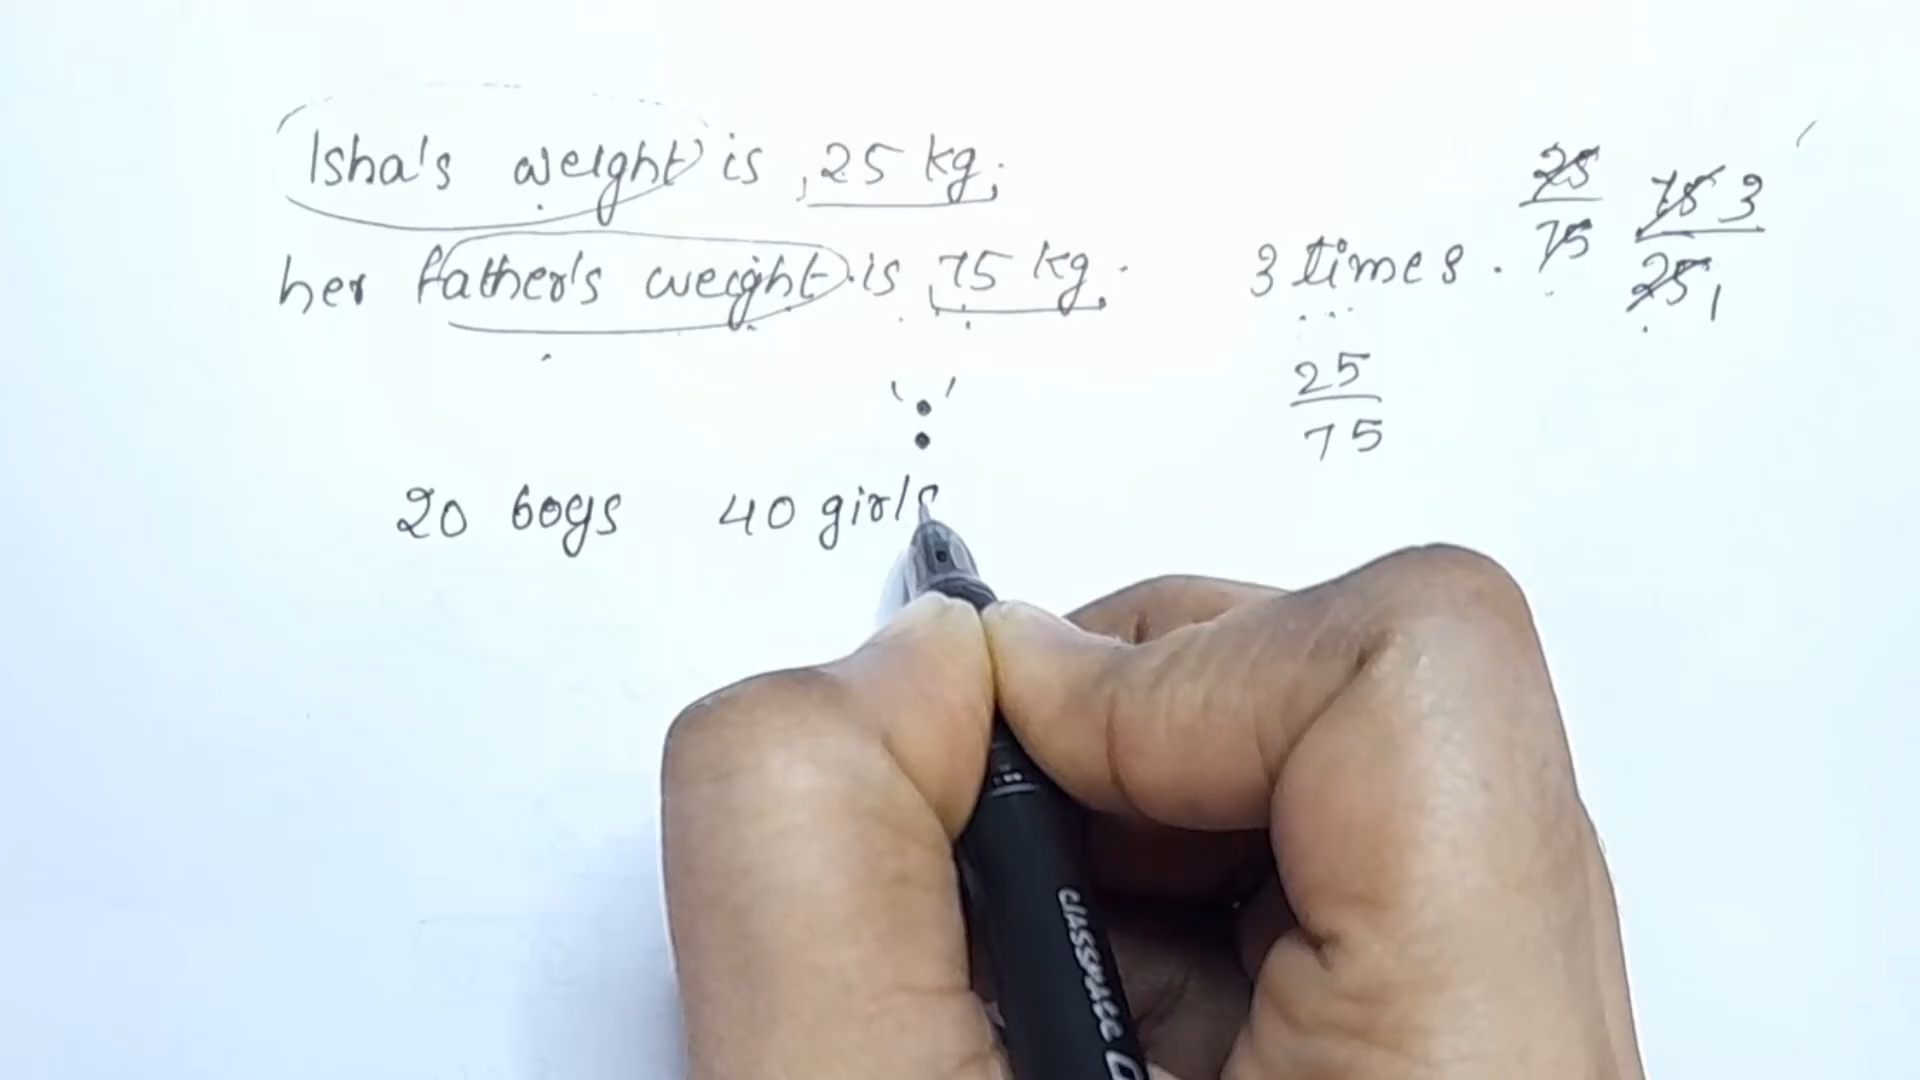 Isha's weight is 25 kg.
her father's weight is 75 kg.
3 times.
25
75
75 3
25 1
25
75
:
20 boys 40 girls
classmate